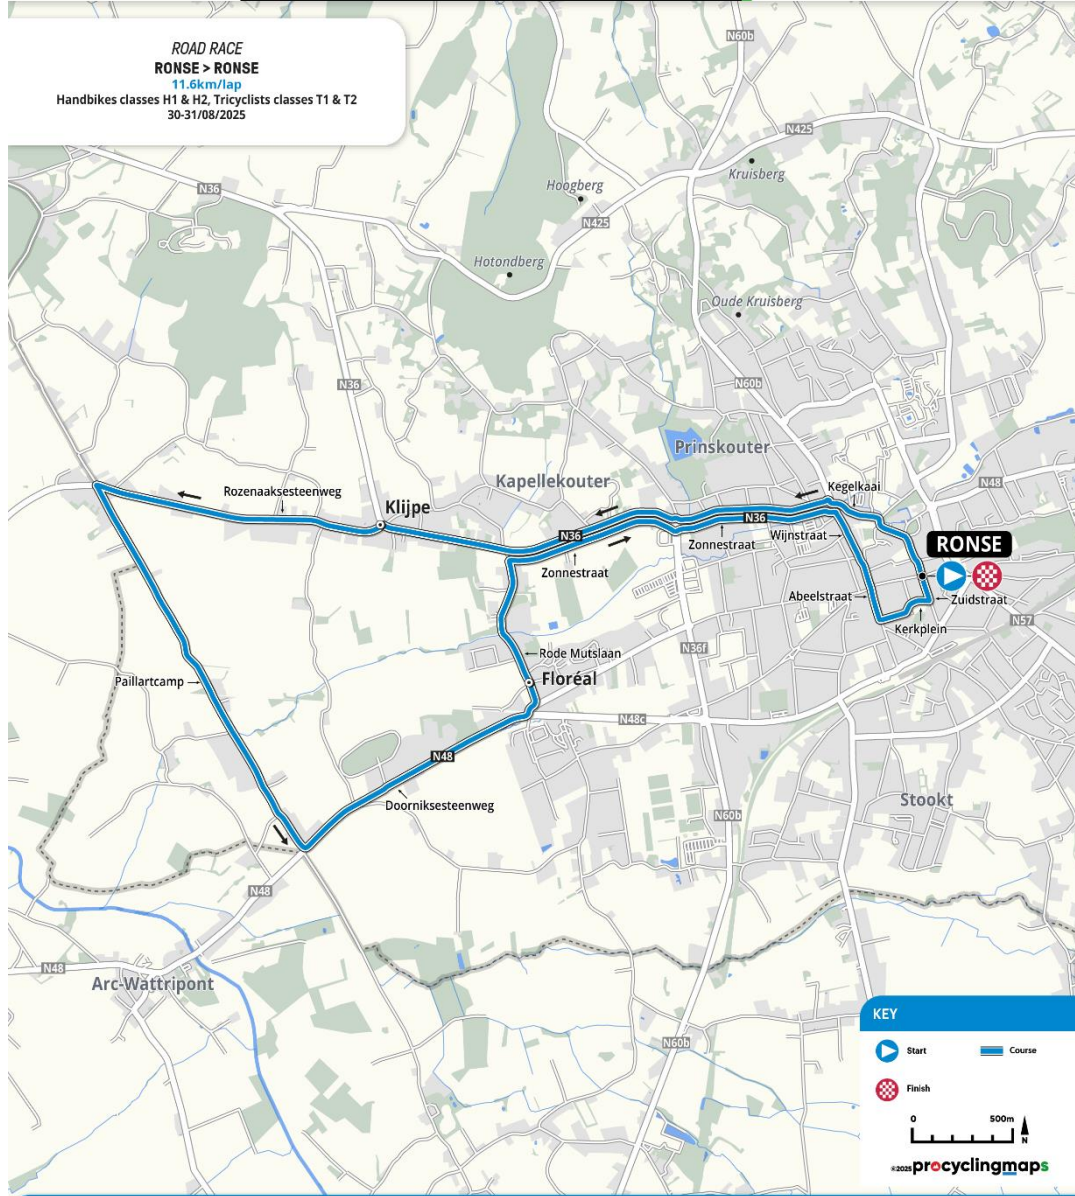 ROAD RACE
RONSE > RONSE
11.6km/lap
Handbikes classes H1 & H2, Tricyclists classes T1 & T2
30-31/08/2025
N60b
N425
Kruisberg
N36
Hoogberg
N425
Hotondberg
Oude Kruisberg
N36
N60b
Prinskouter
Kapellekouter
N48
Kegelkaai
Rozenaaksesteenweg
Klijpe
N36
N36
Wijnstraat
Zonnestraat
RONSE
Zonnestraat
Abeelstraat
Zuidstraat
Kerkplein
N57
Rode Mutslaan
N36f
Floréal
Paillartcamp
N48c
N48
Doorniksesteenweg
Stookt
N60b
N48
N48
Arc-Wattripont
N60b
KEY
Start
Course
Finish
0
500m
N
©2025 procyclingmaps